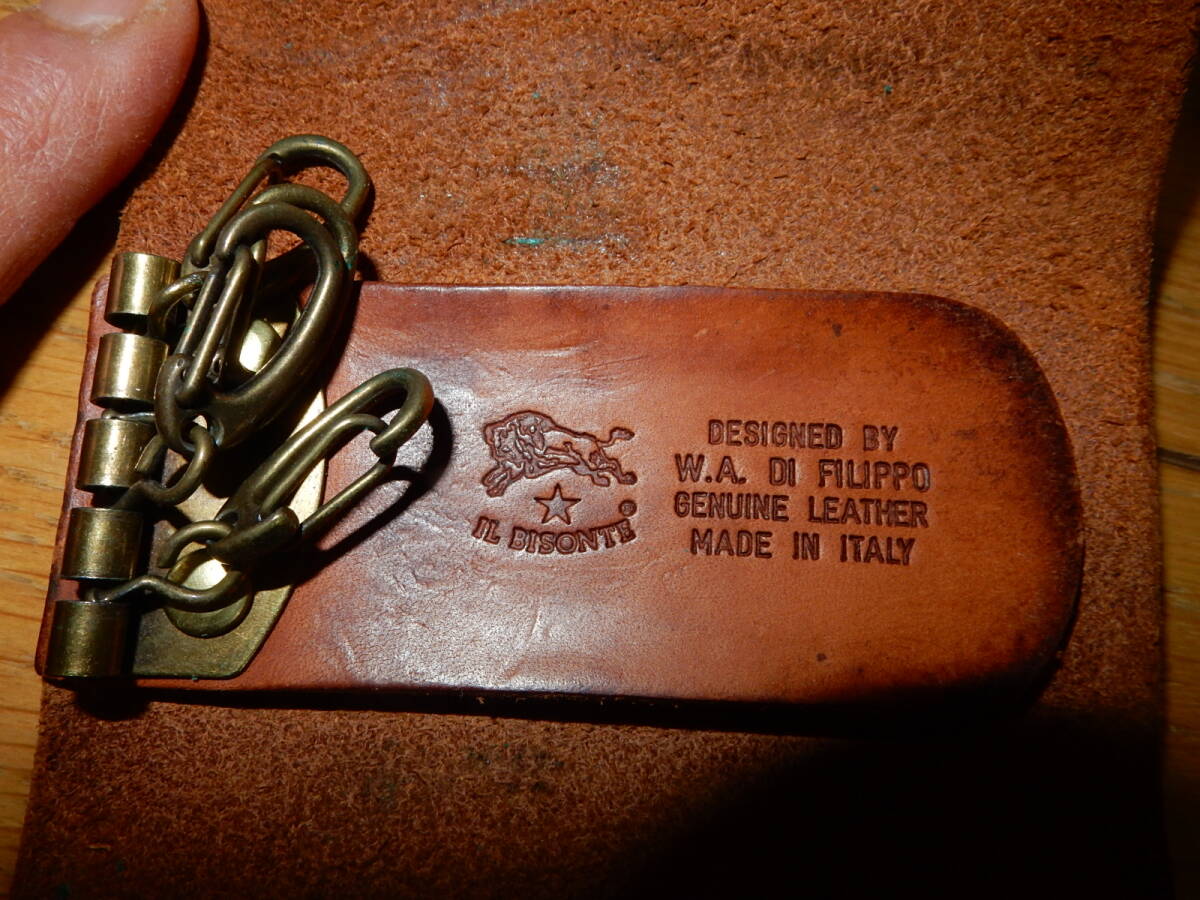 IL BISONTE®
DESIGNED BY
W.A. DI FILIPPO
GENUINE LEATHER
MADE IN ITALY